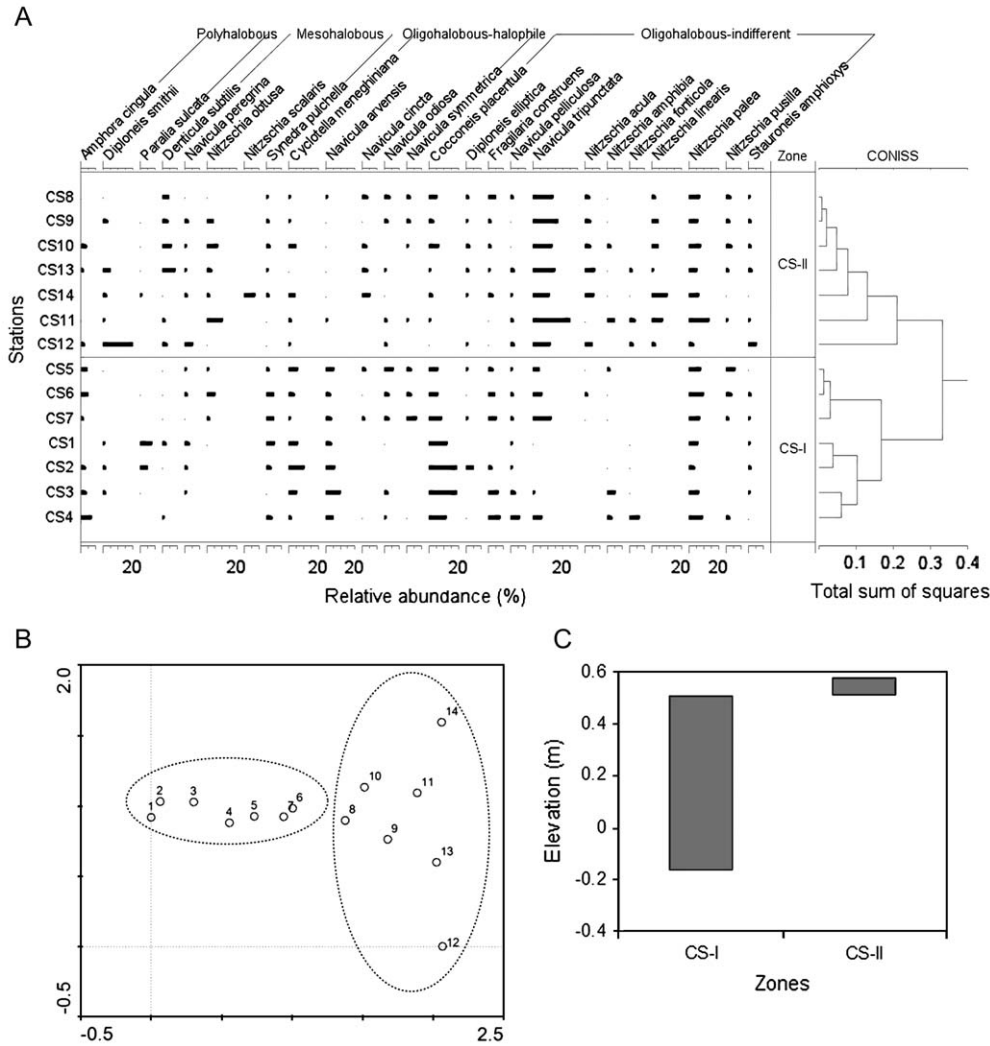 A
Polyhalobous
Mesohalobous
Oligohalobous-halophile
Oligohalobous-indifferent
Amphora cingula
Diploneis smithii
Paralia sulcata
Denticula subtilis
Navicula peregrina
Nitzschia obtusa
Nitzschia scalaris
Synedra pulchella
Cyclotella meneghiniana
Navicula arvensis
Navicula cincta
Navicula odiosa
Navicula symmetrica
Cocconeis placentula
Diploneis elliptica
Fragilaria construens
Navicula pelliculosa
Navicula tripunctata
Nitzschia acula
Nitzschia amphibia
Nitzschia fonticola
Nitzschia linearis
Nitzschia palea
Nitzschia pusilla
Stauroneis amphioxys
Zone
CONISS
Stations
CS8
CS9
CS10
CS13
CS14
CS11
CS12
CS5
CS6
CS7
CS1
CS2
CS3
CS4
CS-II
CS-I
20 20 20 20 20 20 20
0.1 0.2 0.3 0.4
Relative abundance (%)
Total sum of squares
B
2.0
-0.5
-0.5 2.5
1
2
3
4
5
7
6
8
10
9
11
14
13
12
C
Elevation (m)
0.6
0.4
0.2
0
-0.2
-0.4
CS-I CS-II
Zones